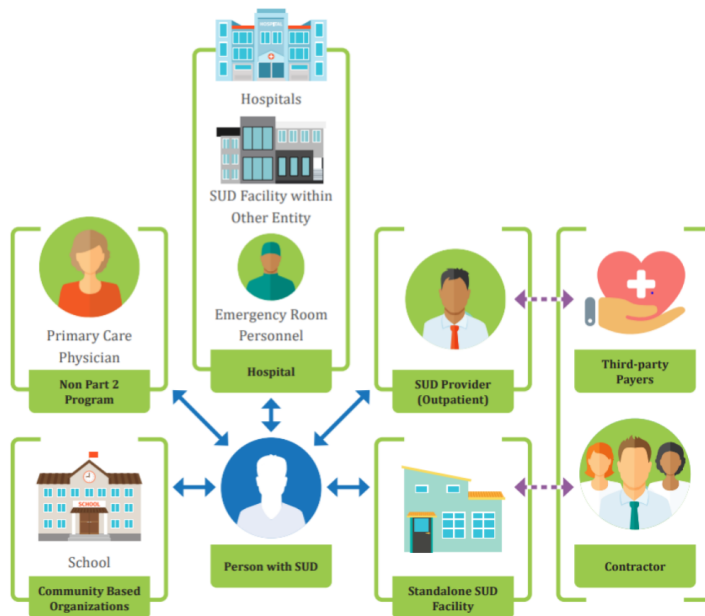 HOSPITAL
Hospitals
SUD Facility within
Other Entity
Emergency Room
Personnel
Hospital
Primary Care
Physician
Non Part 2
Program
SUD Provider
(Outpatient)
Third-party
Payers
SCHOOL
School
Community Based
Organizations
Person with SUD
Standalone SUD
Facility
Contractor